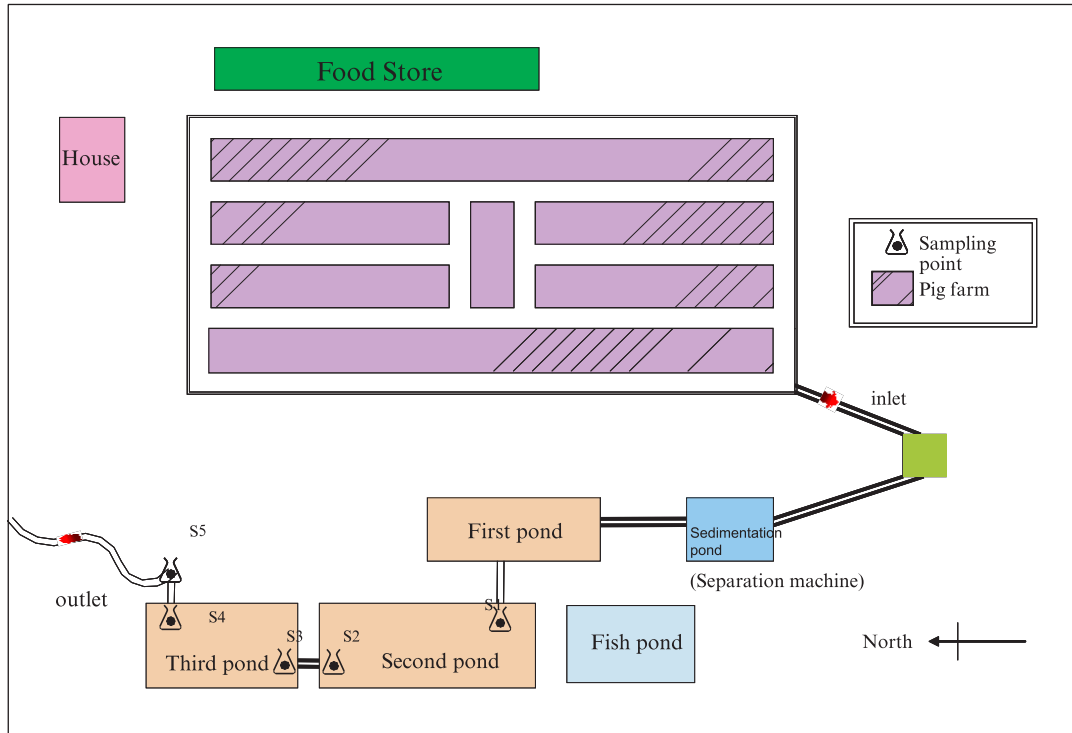 Food Store
House
Sampling
point
Pig farm
inlet
First pond
Sedimentation
pond
(Separation machine)
S5
outlet
S4
S1
S3
S2
Third pond
Second pond
Fish pond
North